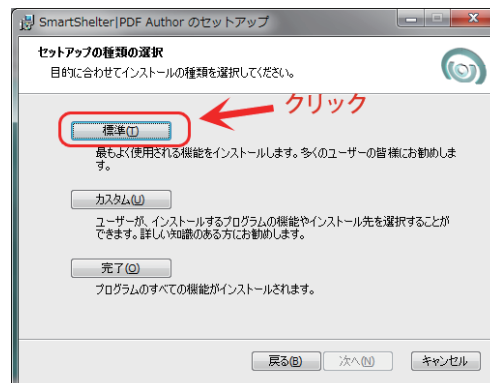 SmartShelter|PDF Author のセットアップ
セットアップの種類の選択
目的に合わせてインストールの種類を選択してください。
クリック
標準(T)
最もよく使用される機能をインストールします。多くのユーザーの皆様にお勧めしま
す。
カスタム(U)
ユーザーが、インストールするプログラムの機能やインストール先を選択することが
できます。詳しい知識のある方にお勧めします。
完了(O)
プログラムのすべての機能がインストールされます。
戻る(B) 次へ(N) キャンセル